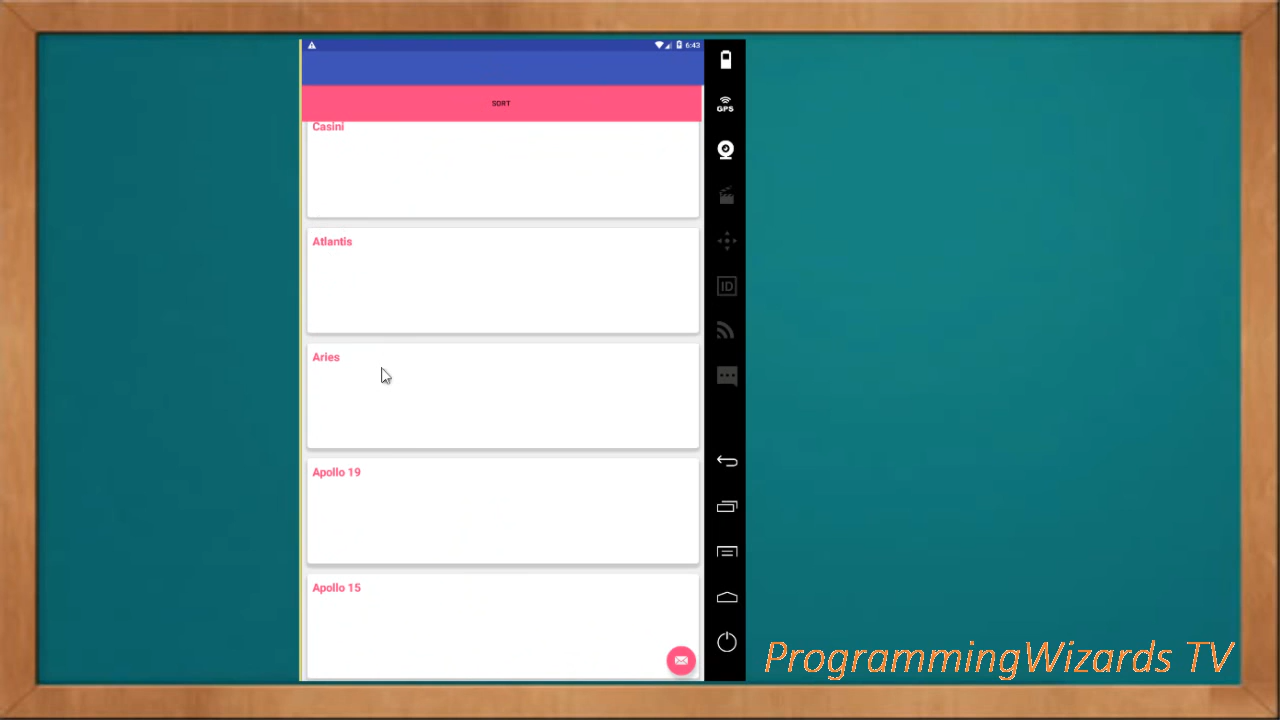 6:43
SORT
Casini
GPS
Atlantis
ID
Aries
Apollo 19
Apollo 15
ProgrammingWizards TV